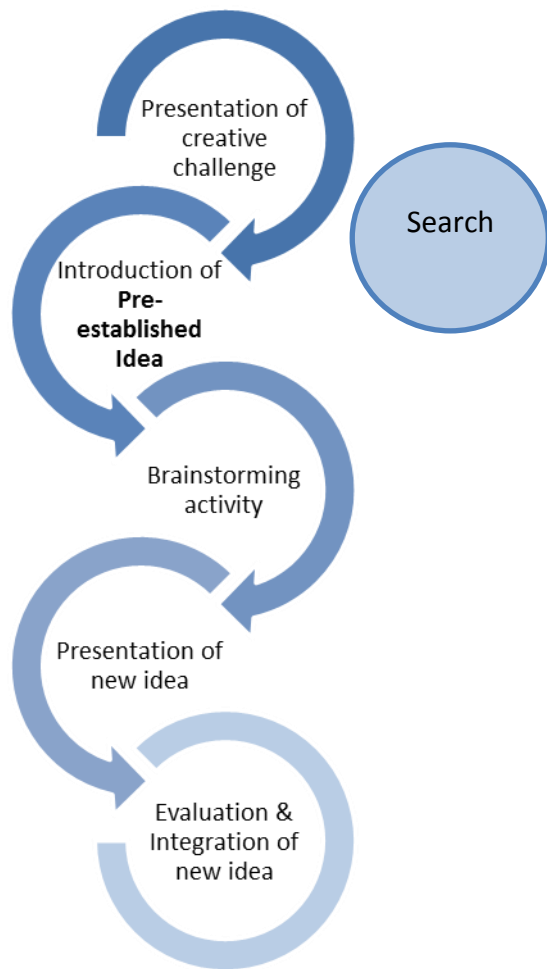 Presentation of
creative
challenge
Search
Introduction of
Pre-
established
Idea
Brainstorming
activity
Presentation of
new idea
Evaluation &
Integration of
new idea